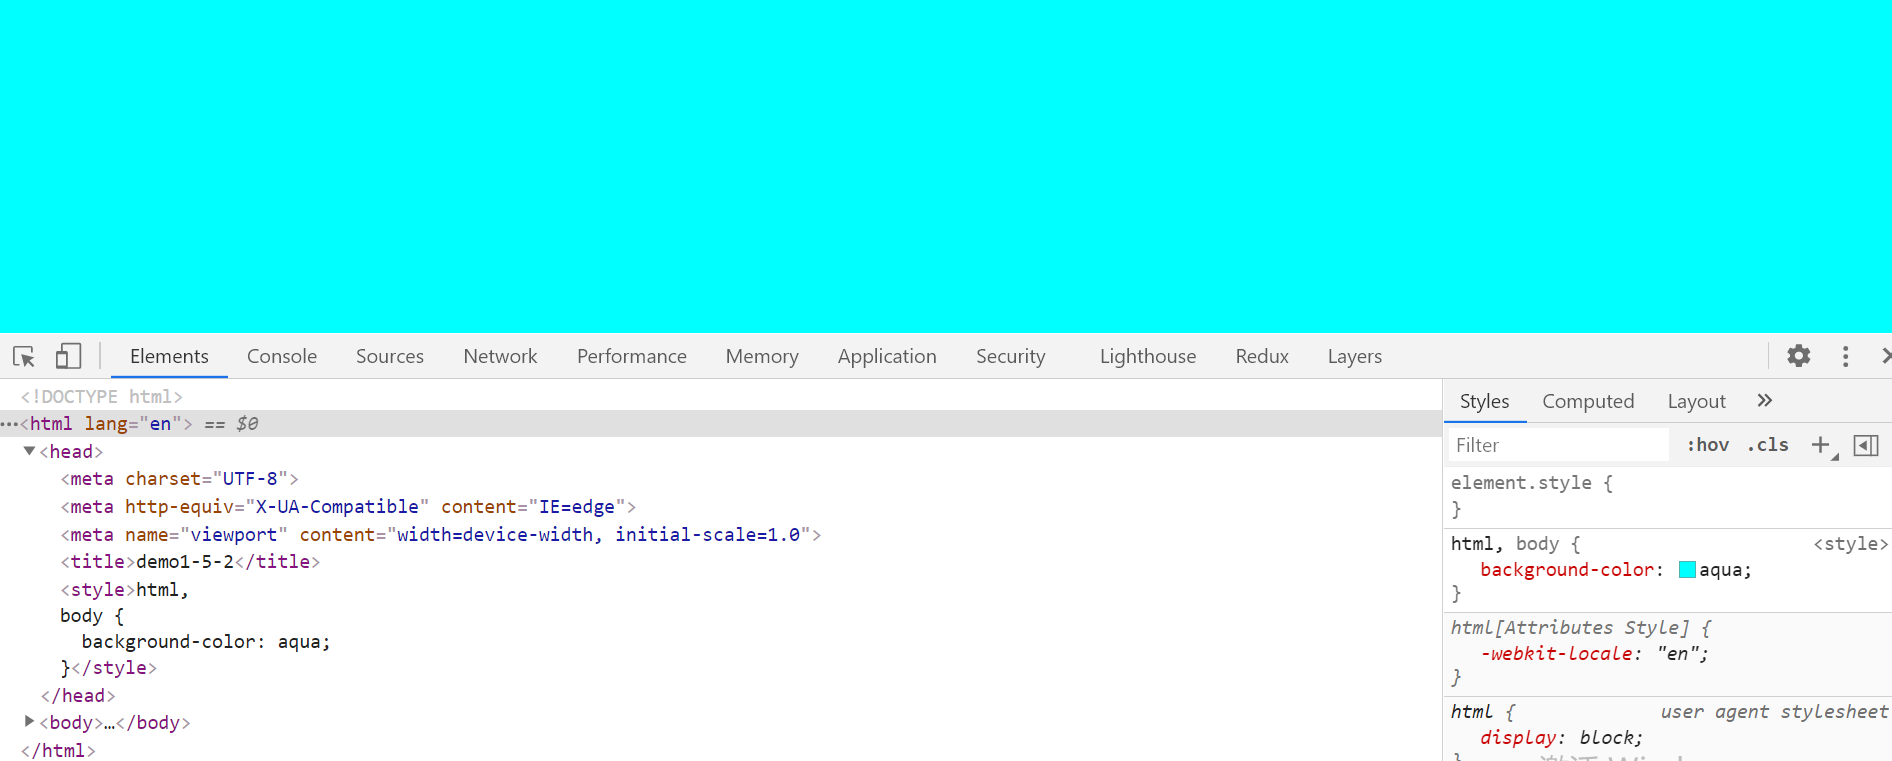 Elements Console Sources Network Performance Memory Application Security Lighthouse Redux Layers
<!DOCTYPE html>
···<html lang="en"> == $0
<head>
<meta charset="UTF-8">
<meta http-equiv="X-UA-Compatible" content="IE=edge">
<meta name="viewport" content="width=device-width, initial-scale=1.0">
<title>demo1-5-2</title>
<style>html,
body {
background-color: aqua;
}</style>
</head>
<body>…</body>
</html>
Styles Computed Layout »
Filter :hov .cls +
element.style {
}
html, body { <style>
background-color: aqua;
}
html[Attributes Style] {
-webkit-locale: "en";
}
html { user agent stylesheet
display: block;
}